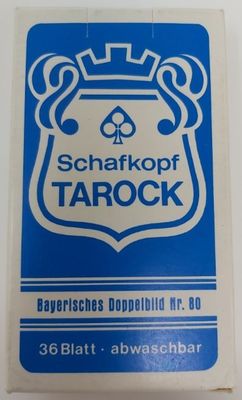 Schafkopf
TAROCK
Bayerisches Doppelbild Nr. 80
36 Blatt · abwaschbar